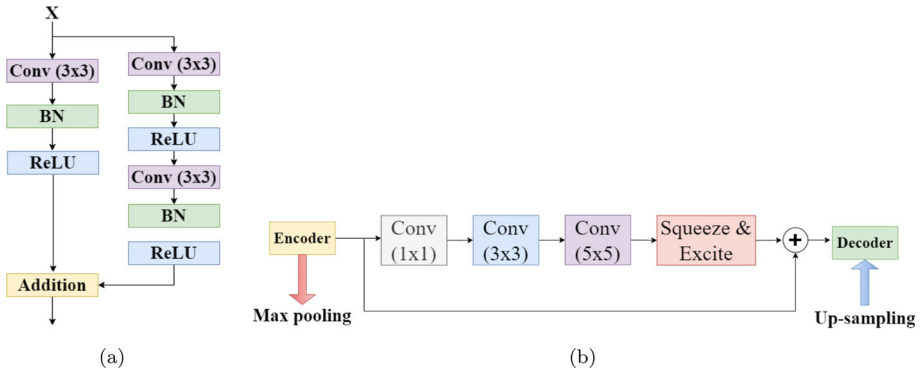 X
Conv (3x3)
BN
ReLU
Conv (3x3)
BN
ReLU
Conv (3x3)
BN
ReLU
Addition
(a)
Encoder
Conv
(1x1)
Conv
(3x3)
Conv
(5x5)
Squeeze &
Excite
+
Decoder
Max pooling
Up-sampling
(b)